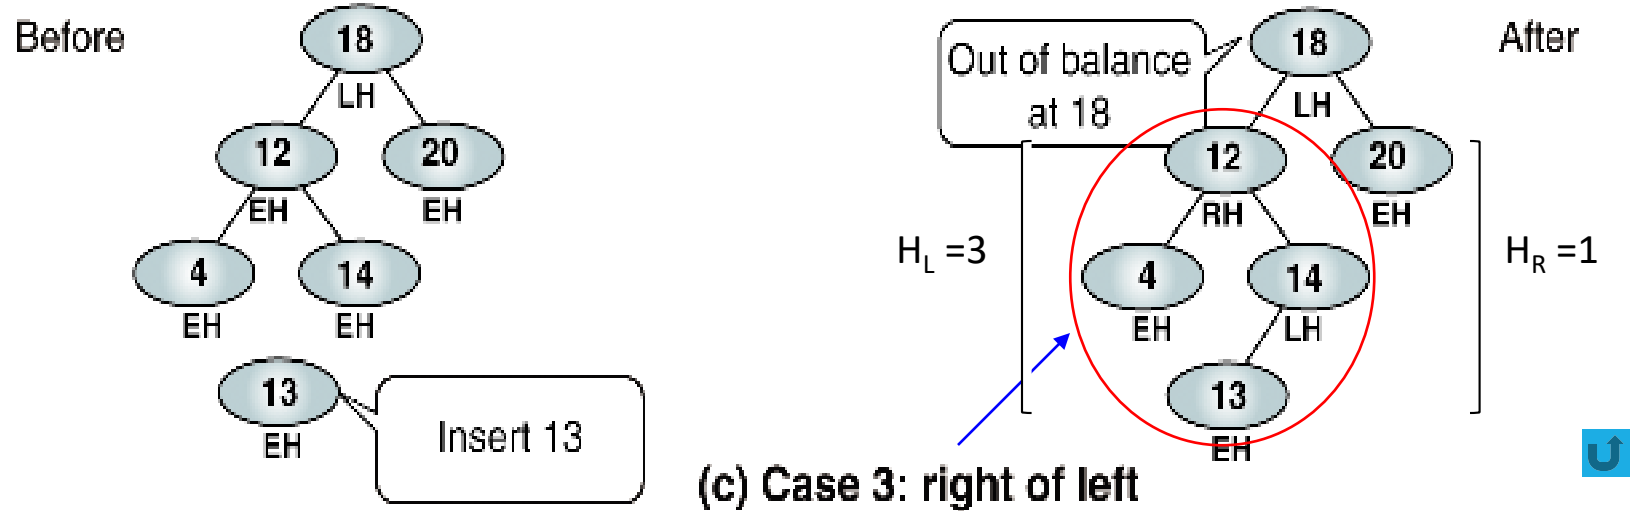 Before
18
LH
12
20
EH
EH
4
14
EH
EH
13
EH
Insert 13
After
Out of balance
at 18
18
LH
12
20
RH
EH
H_L =3
H_R =1
4
14
EH
LH
13
EH
(c) Case 3: right of left